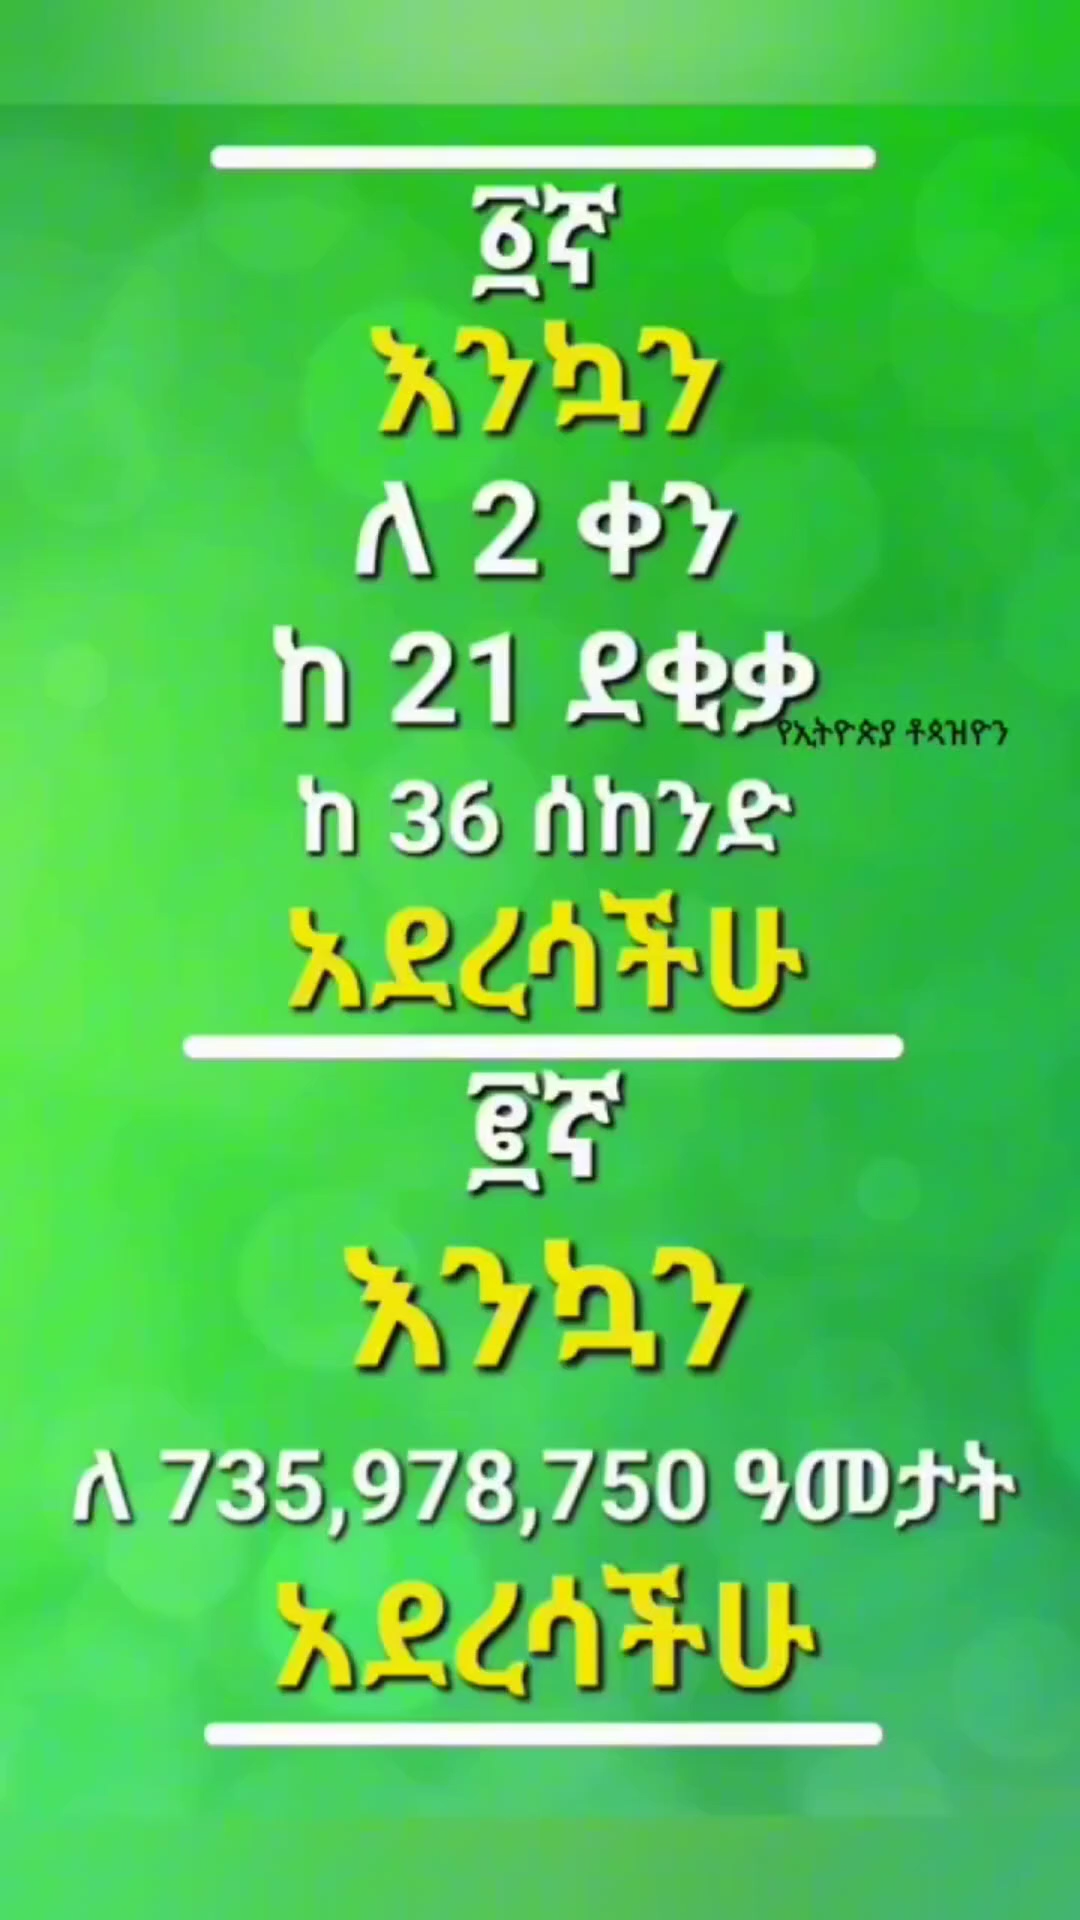 ፩ኛ
እንኳን
ለ 2 ቀን
ከ 21 ደቂቃ
የኢትዮጵያ ቶጳዝዮን
ከ 36 ሰከንድ
አደረሳችሁ
፪ኛ
እንኳን
ለ 735,978,750 ዓመታት
አደረሳችሁ